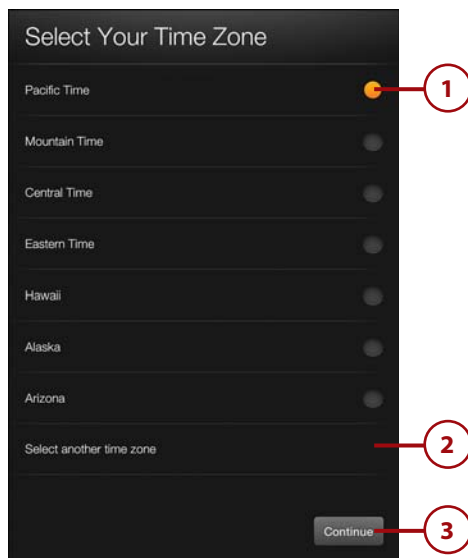 Select Your Time Zone
Pacific Time
1
Mountain Time
Central Time
Eastern Time
Hawaii
Alaska
Arizona
Select another time zone
2
Continue
3